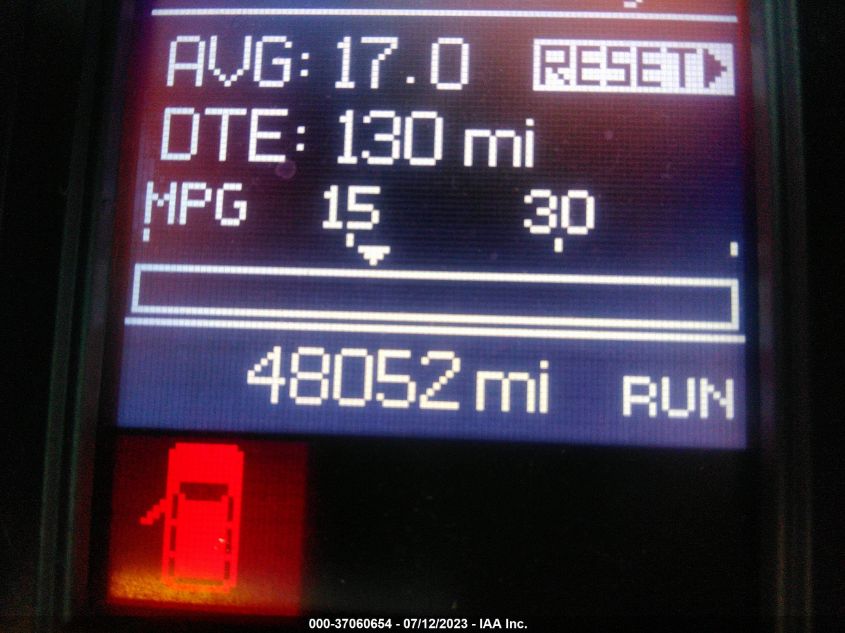 AVG: 17.0 RESET
DTE: 130 mi
MPG 15 30
48052 mi RUN
000-37060654 - 07/12/2023 - IAA Inc.